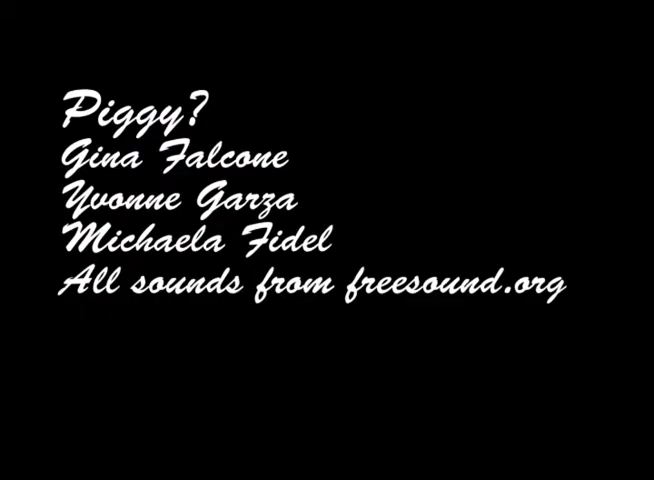 Piggy?
Gina Falcone
Yvonne Garza
Michaela Fidel
All sounds from freesound.org